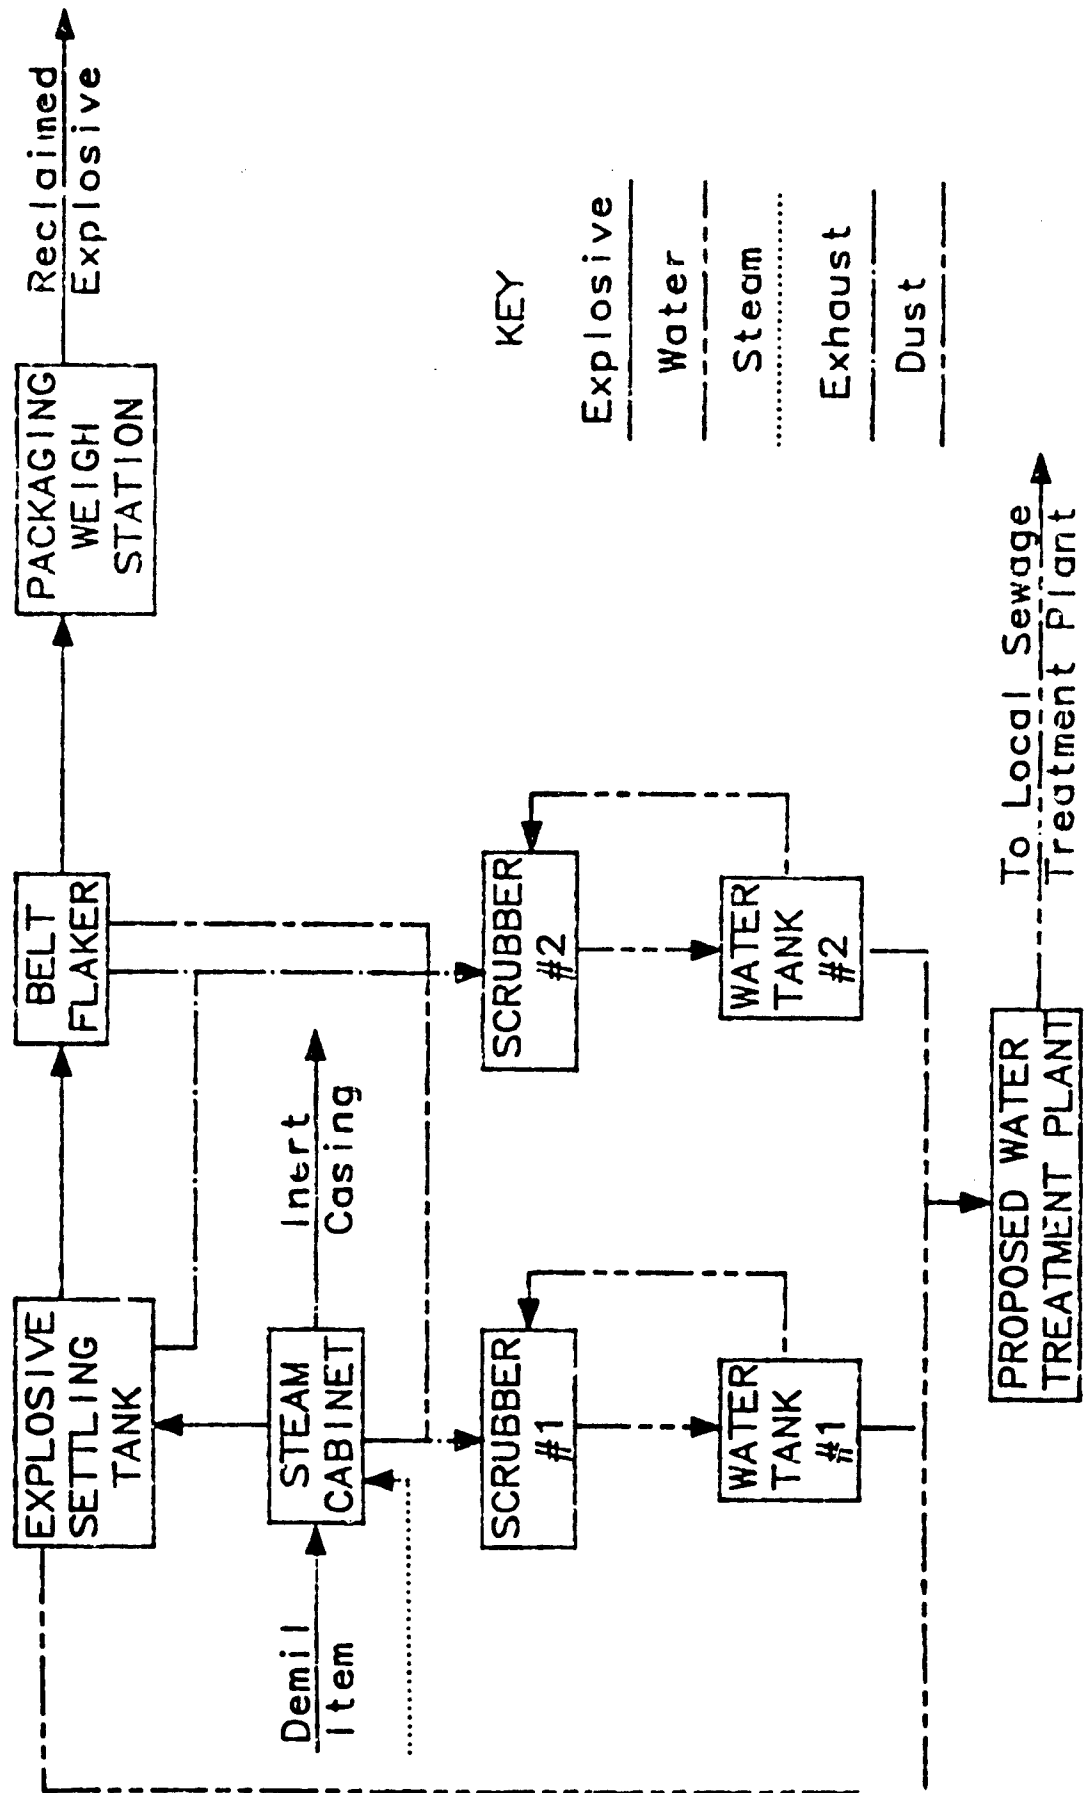 EXPLOSIVE
SETTLING
TANK
BELT
FLAKER
PACKAGING
WEIGH
STATION
Reclaimed
Explosive
Demil
Item
STEAM
CABINET
Inert
Casing
SCRUBBER
#1
SCRUBBER
#2
WATER
TANK
#1
WATER
TANK
#2
PROPOSED WATER
TREATMENT PLANT
To Local Sewage
Treatment Plant
KEY
Explosive
Water
Steam
Exhaust
Dust